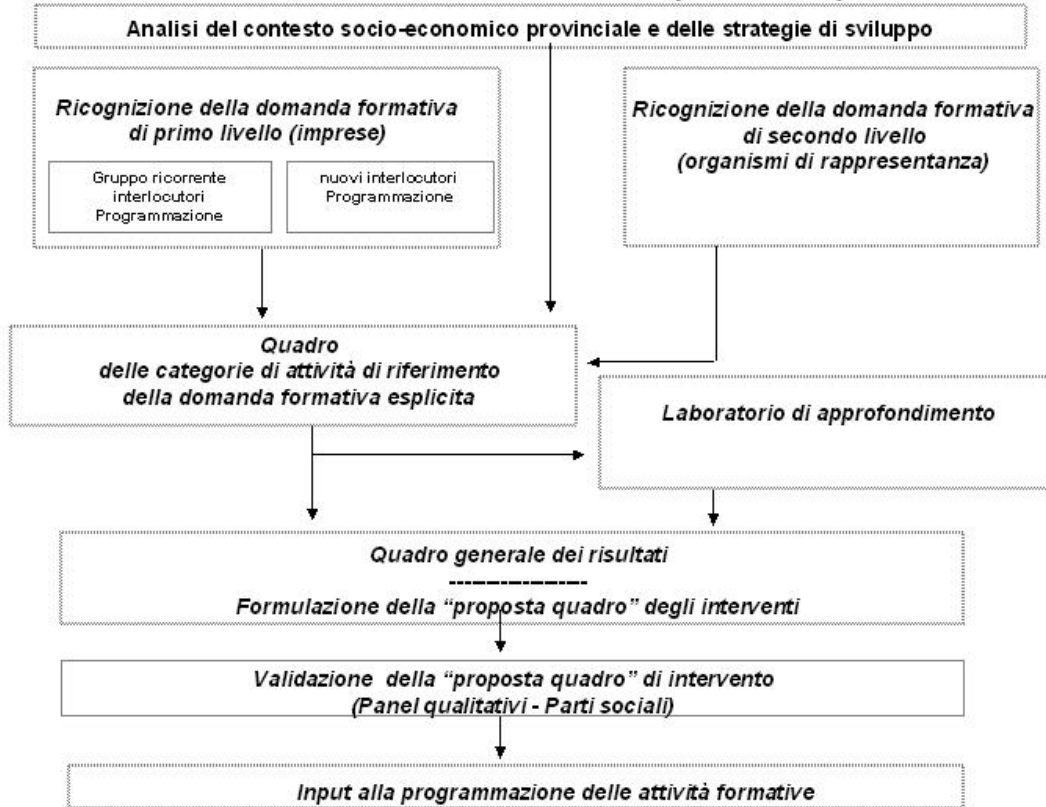 Analisi del contesto socio-economico provinciale e delle strategie di sviluppo
Ricognizione della domanda formativa
di primo livello (imprese)
Gruppo ricorrente
interlocutori
Programmazione
nuovi interlocutori
Programmazione
Ricognizione della domanda formativa
di secondo livello
(organismi di rappresentanza)
Quadro
delle categorie di attività di riferimento
della domanda formativa esplicita
Laboratorio di approfondimento
Quadro generale dei risultati
--------------------
Formulazione della “proposta quadro” degli interventi
Validazione della “proposta quadro” di intervento
(Panel qualitativi - Parti sociali)
Input alla programmazione delle attività formative